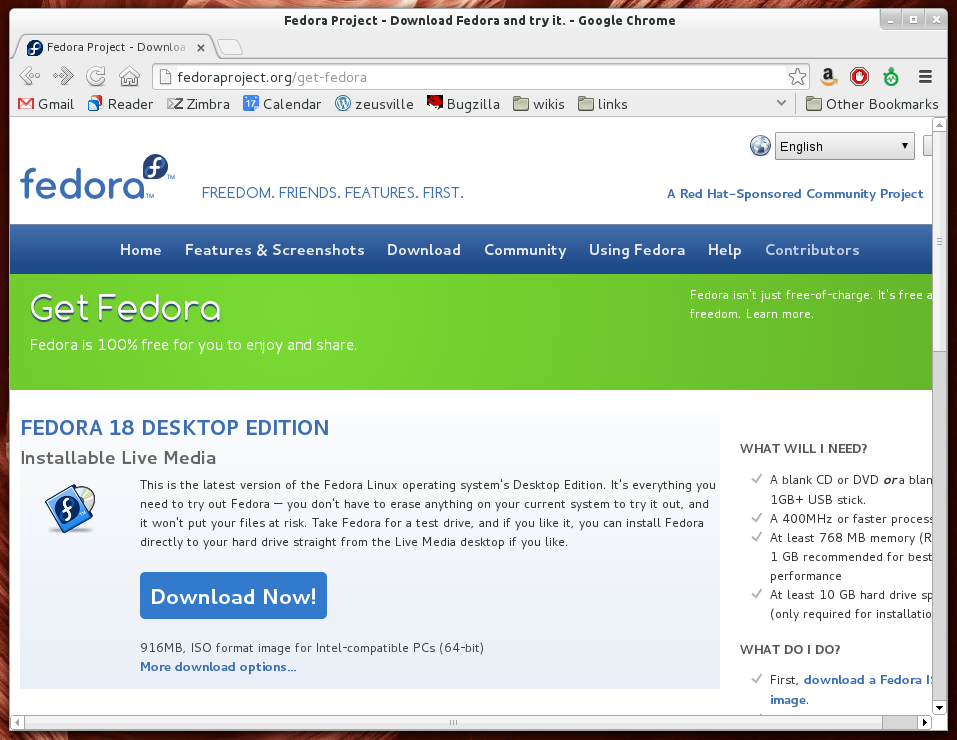 Fedora Project - Download Fedora and try it. - Google Chrome
Fedora Project - Downloa
fedoraproject.org/get-fedora
Gmail Reader Zimbra 17 Calendar zeusville Bugzilla wikis links Other Bookmarks
English
fedora™
FREEDOM. FRIENDS. FEATURES. FIRST.
A Red Hat-Sponsored Community Project
Home Features & Screenshots Download Community Using Fedora Help Contributors
Get Fedora
Fedora is 100% free for you to enjoy and share.
Fedora isn't just free-of-charge. It's free a
freedom. Learn more.
FEDORA 18 DESKTOP EDITION
Installable Live Media
This is the latest version of the Fedora Linux operating system's Desktop Edition. It's everything you
need to try out Fedora — you don't have to erase anything on your current system to try it out, and
it won't put your files at risk. Take Fedora for a test drive, and if you like it, you can install Fedora
directly to your hard drive straight from the Live Media desktop if you like.
Download Now!
916MB, ISO format image for Intel-compatible PCs (64-bit)
More download options...
WHAT WILL I NEED?
A blank CD or DVD or a blan
1GB+ USB stick.
A 400MHz or faster process
At least 768 MB memory (R
1 GB recommended for best
performance
At least 10 GB hard drive sp
(only required for installatio
WHAT DO I DO?
First, download a Fedora IS
image.